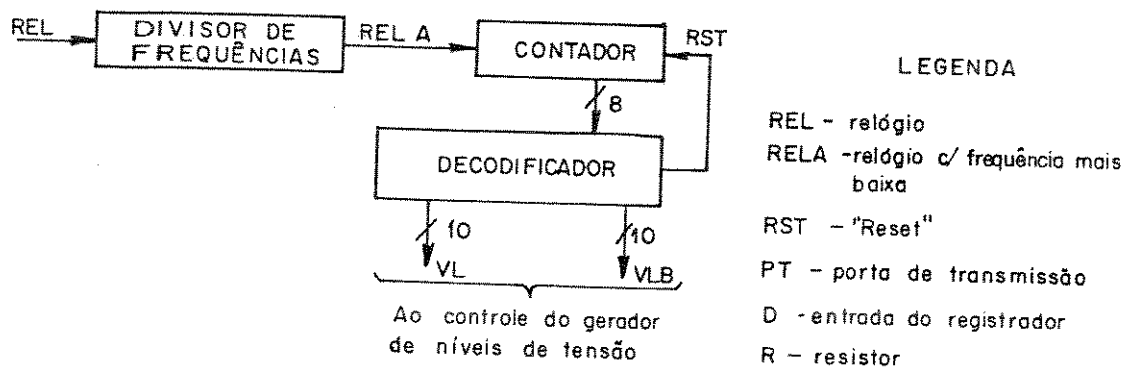 REL
DIVISOR DE
FREQUÊNCIAS
REL A
CONTADOR
RST
8
DECODIFICADOR
10
10
VL
VLB
Ao controle do gerador
de níveis de tensão
LEGENDA
REL - relógio
RELA - relógio c/ frequência mais
baixa
RST - "Reset"
PT - porta de transmissão
D - entrada do registrador
R - resistor